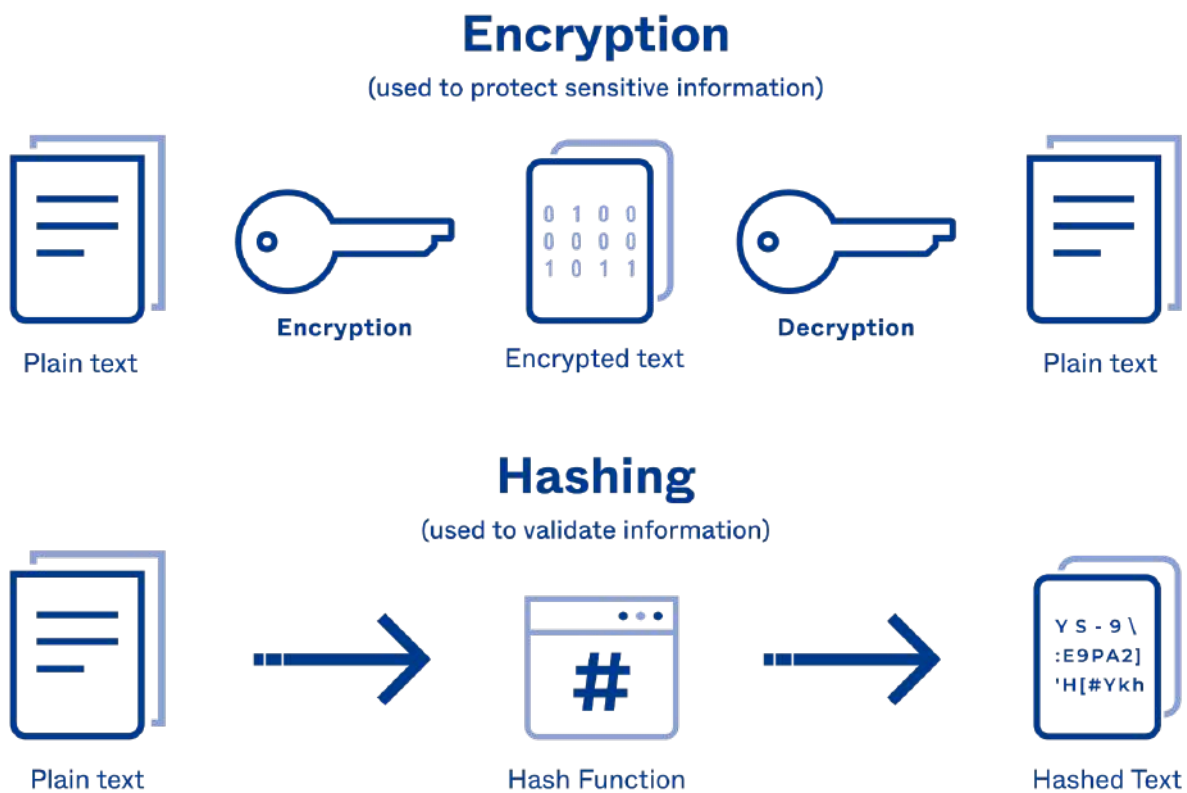 Encryption
(used to protect sensitive information)
0 1 0 0
0 0 0 0
1 0 1 1
Encryption
Decryption
Plain text
Encrypted text
Plain text
Hashing
(used to validate information)
#
Y S - 9 \
:E9PA2]
'H[#Ykh
Plain text
Hash Function
Hashed Text